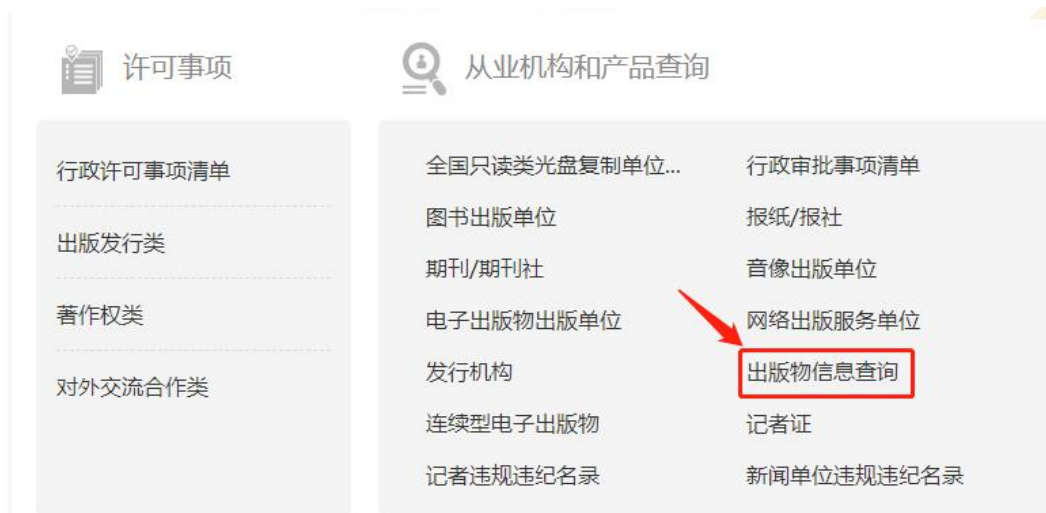 许可事项
行政许可事项清单
出版发行类
著作权类
对外交流合作类
从业机构和产品查询
全国只读类光盘复制单位... 行政审批事项清单
图书出版单位 报纸/报社
期刊/期刊社 音像出版单位
电子出版物出版单位 网络出版服务单位
发行机构 出版物信息查询
连续型电子出版物 记者证
记者违规违纪名录 新闻单位违规违纪名录